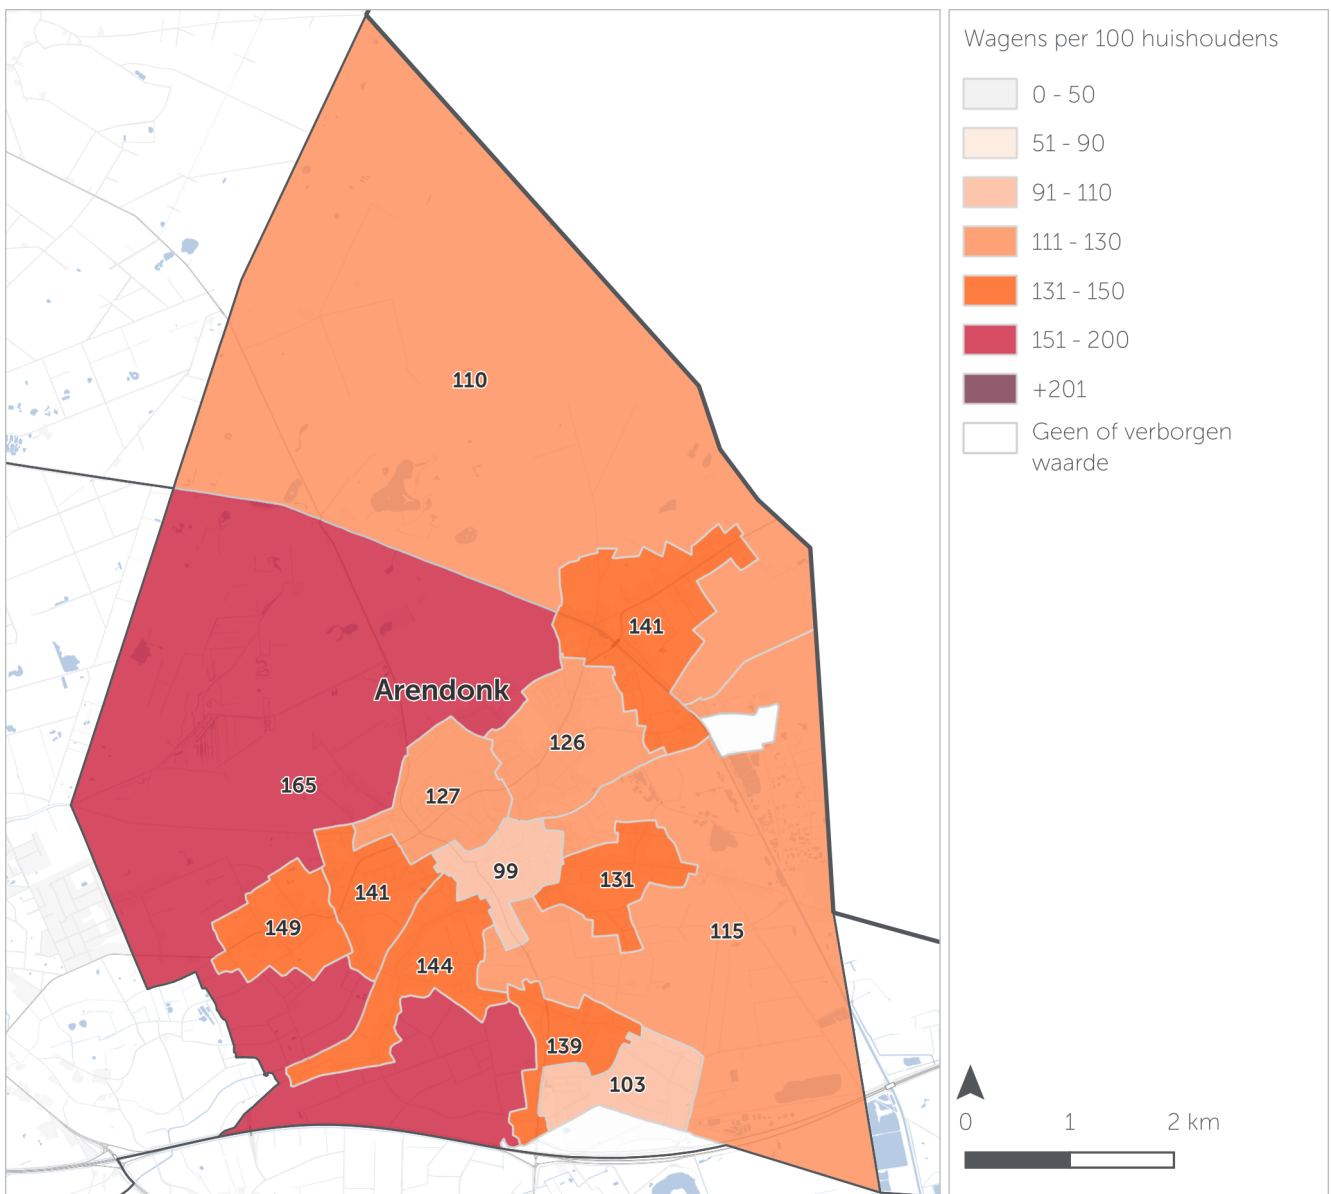 Wagens per 100 huishoudens
0 - 50
51 - 90
91 - 110
111 - 130
131 - 150
151 - 200
+201
Geen of verborgen
waarde
110
141
Arendonk
126
165
127
99
131
141
149
115
144
139
103
0 1 2 km